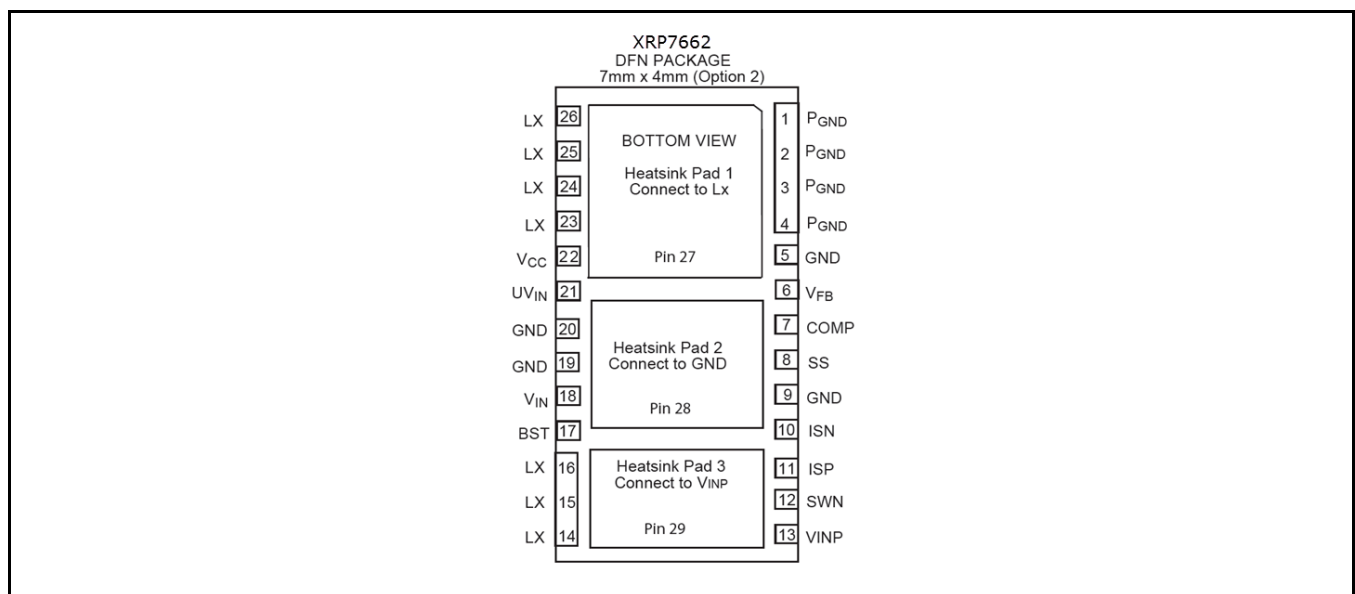 XRP7662
DFN PACKAGE
7mm x 4mm (Option 2)
LX 26
LX 25
LX 24
LX 23
VCC 22
UVIN 21
GND 20
GND 19
VIN 18
BST 17
LX 16
LX 15
LX 14
BOTTOM VIEW
Heatsink Pad 1
Connect to Lx
Pin 27
Heatsink Pad 2
Connect to GND
Pin 28
Heatsink Pad 3
Connect to VINP
Pin 29
1 PGND
2 PGND
3 PGND
4 PGND
5 GND
6 VFB
7 COMP
8 SS
9 GND
10 ISN
11 ISP
12 SWN
13 VINP